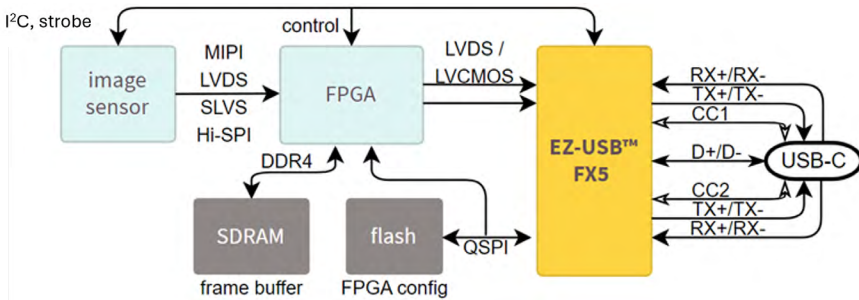 I²C, strobe
control
MIPI
LVDS
SLVS
Hi-SPI
image
sensor
FPGA
LVDS /
LVCMOS
EZ-USB™
FX5
RX+/RX-
TX+/TX-
CC1
D+/D-
USB-C
CC2
TX+/TX-
RX+/RX-
DDR4
SDRAM
flash
QSPI
frame buffer
FPGA config